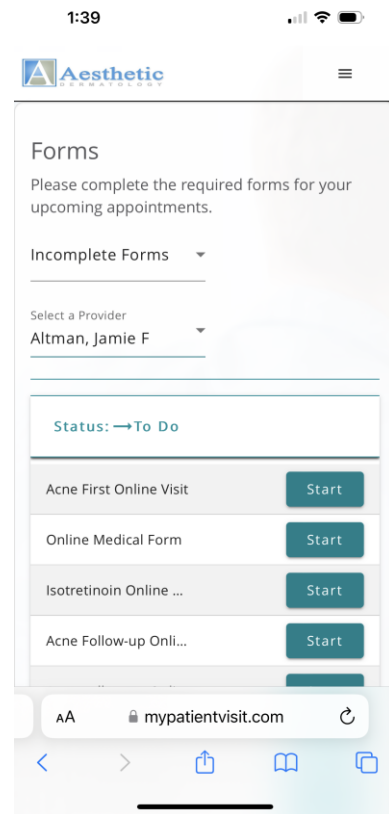 1:39
Aesthetic
DERMATOLOGY
Forms
Please complete the required forms for your
upcoming appointments.
Incomplete Forms
Select a Provider
Altman, Jamie F
Status: →To Do
Acne First Online Visit Start
Online Medical Form Start
Isotretinoin Online ... Start
Acne Follow-up Onli... Start
AA mypatientvisit.com